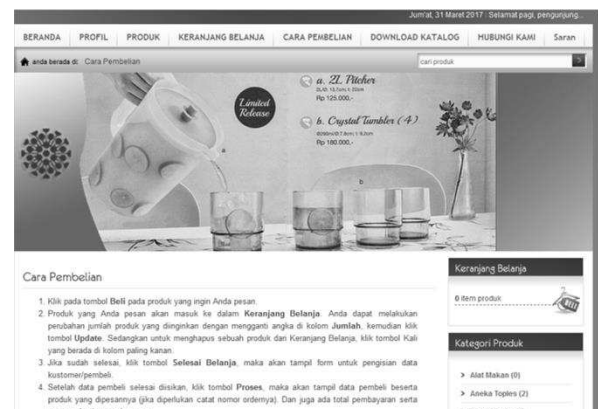 Jum'at, 31 Maret 2017 : Selamat pagi, pengunjung...
BERANDA PROFIL PRODUK KERANJANG BELANJA CARA PEMBELIAN DOWNLOAD KATALOG HUBUNGI KAMI Saran
anda berada di: Cara Pembelian
cari produk
Limited
Release
a. 2L Pitcher
Rp 125.000,-
b. Crystal Tumbler (4)
Rp 180.000,-
a
b
Cara Pembelian
1. Klik pada tombol Beli pada produk yang ingin Anda pesan.
2. Produk yang Anda pesan akan masuk ke dalam Keranjang Belanja. Anda dapat melakukan
perubahan jumlah produk yang diinginkan dengan mengganti angka di kolom Jumlah, kemudian klik
tombol Update. Sedangkan untuk menghapus sebuah produk dari Keranjang Belanja, klik tombol Kali
yang berada di kolom paling kanan.
3. Jika sudah selesai, klik tombol Selesai Belanja, maka akan tampil form untuk pengisian data
kustomer/pembeli.
4. Setelah data pembeli selesai diisikan, klik tombol Proses, maka akan tampil data pembeli beserta
produk yang dipesannya (jika diperlukan catat nomor ordernya). Dan juga ada total pembayaran serta
Keranjang Belanja
0 item produk
BELI
Kategori Produk
> Alat Makan (0)
> Aneka Toples (2)